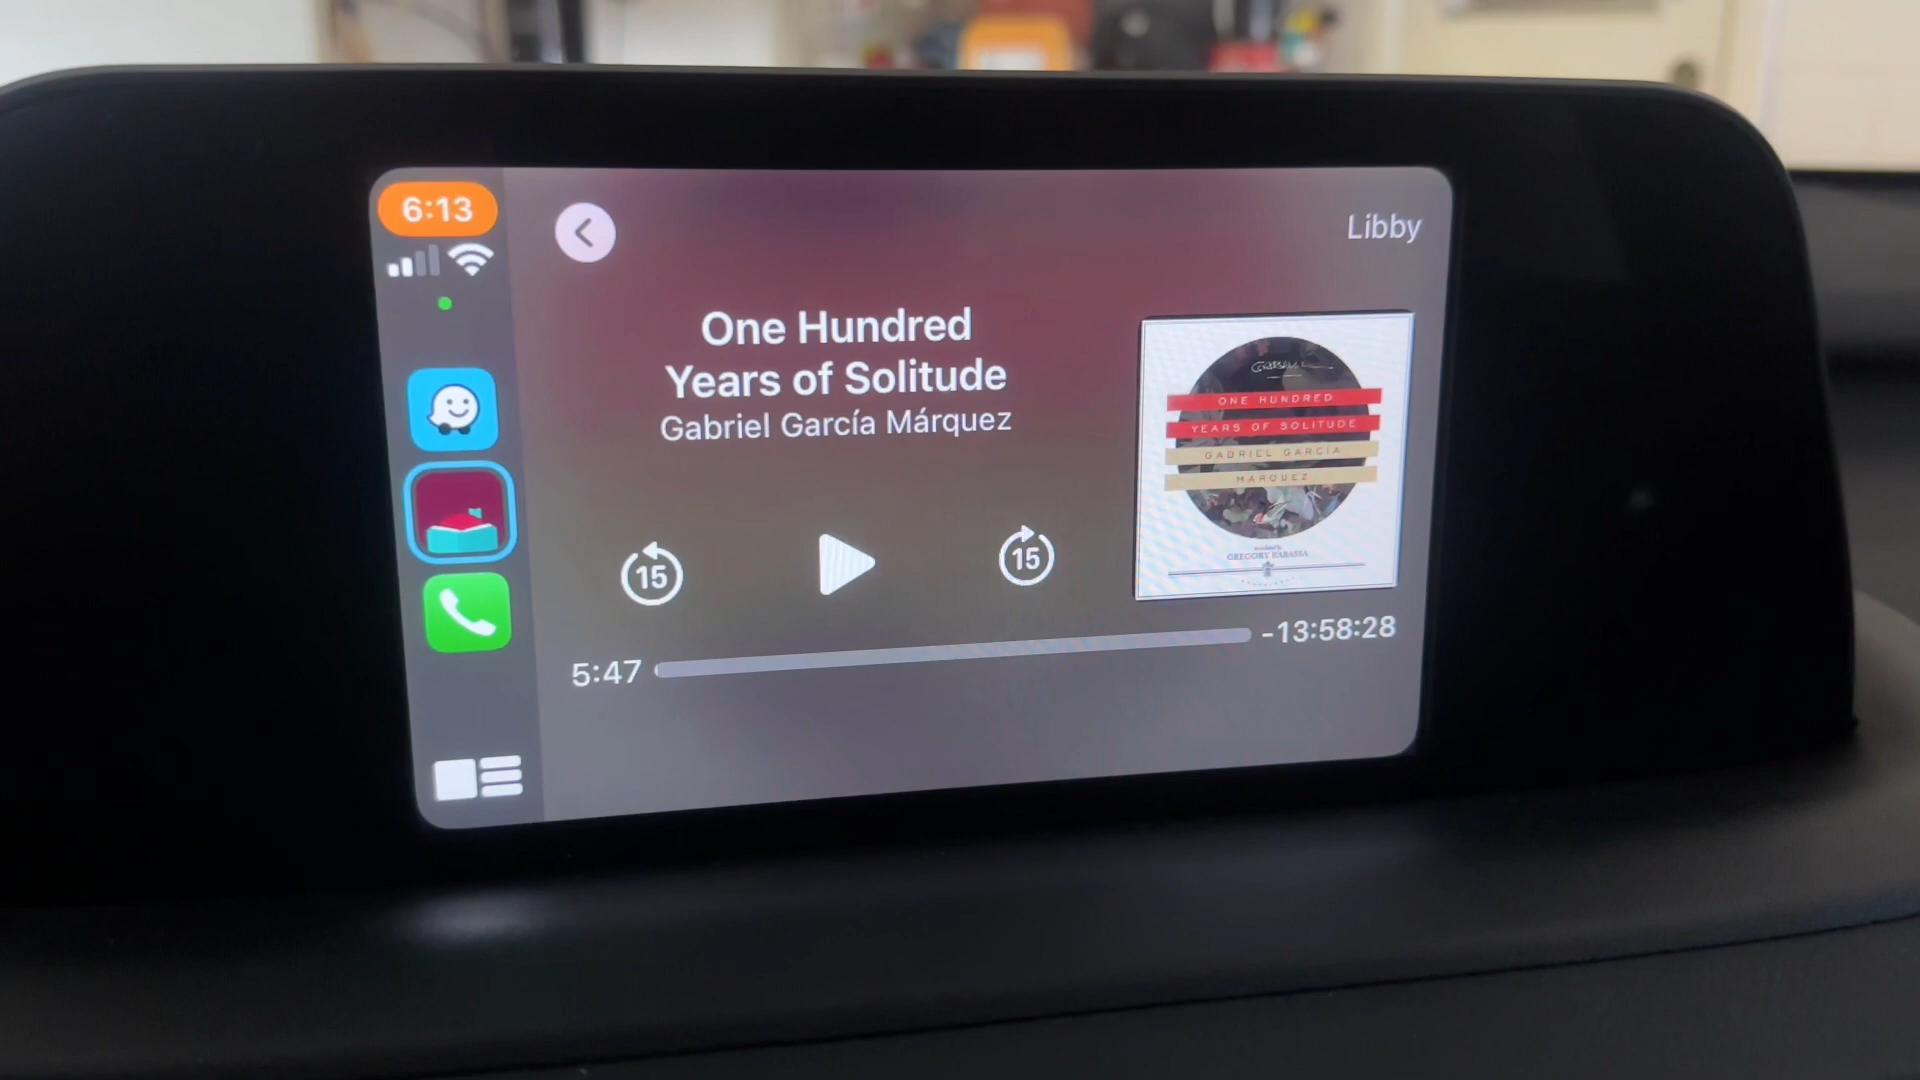 6:13
Libby
One Hundred
Years of Solitude
Gabriel García Márquez
15
15
5:47
-13:58:28
ONE HUNDRED
YEARS OF SOLITUDE
GABRIEL GARCIA
MARQUEZ
GREGORY RABASSA